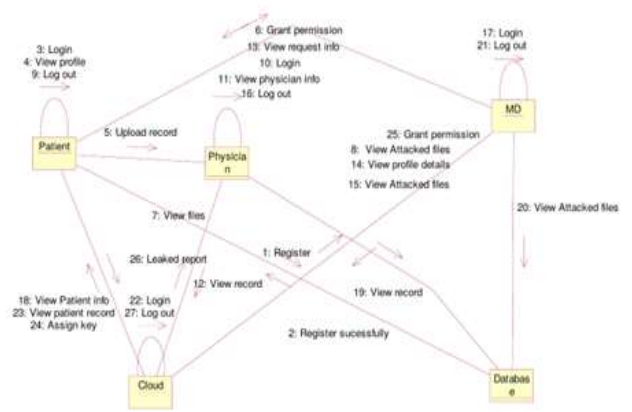 6: Grant permission
13: View request info
10: Login
11: View physician info
16: Log out
3: Login
4: View profile
9: Log out
17: Login
21: Log out
Patient
5: Upload record
Physicia
n
MD
25: Grant permission
8: View Attacked files
14: View profile details
15: View Attacked files
7: View files
20: View Attacked files
1: Register
26: Leaked report
12: View record
19: View record
18: View Patient info
23: View patient record
24: Assign key
22: Login
27: Log out
2: Register sucessfully
Cloud
Databas
e